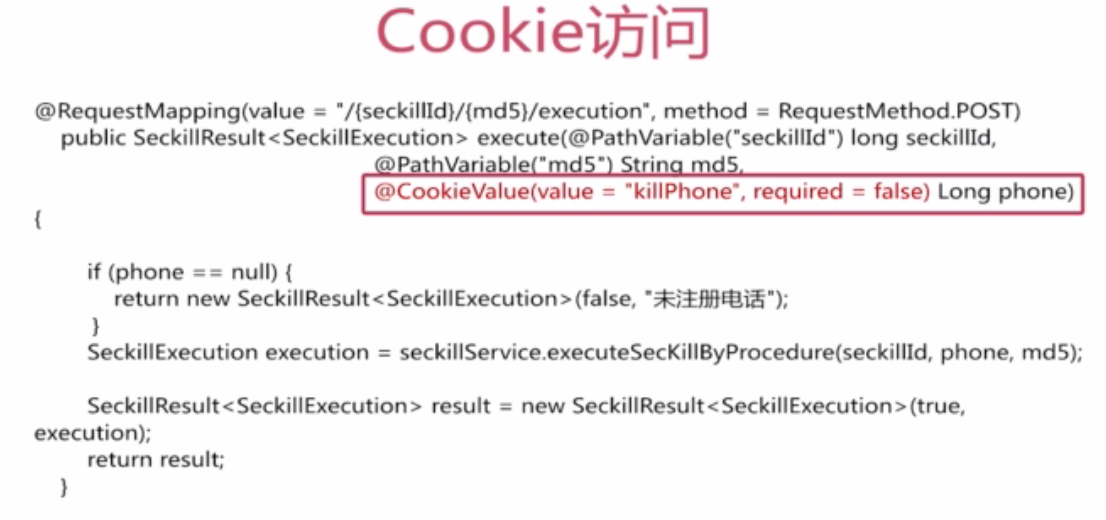 Cookie访问
@RequestMapping(value = "/{seckillId}/{md5}/execution", method = RequestMethod.POST)
public SeckillResult<SeckillExecution> execute(@PathVariable("seckillId") long seckillId,
@PathVariable("md5") String md5,
@CookieValue(value = "killPhone", required = false) Long phone)
{
if (phone == null) {
return new SeckillResult<SeckillExecution>(false, "未注册电话");
}
SeckillExecution execution = seckillService.executeSecKillByProcedure(seckillId, phone, md5);
SeckillResult<SeckillExecution> result = new SeckillResult<SeckillExecution>(true,
execution);
return result;
}